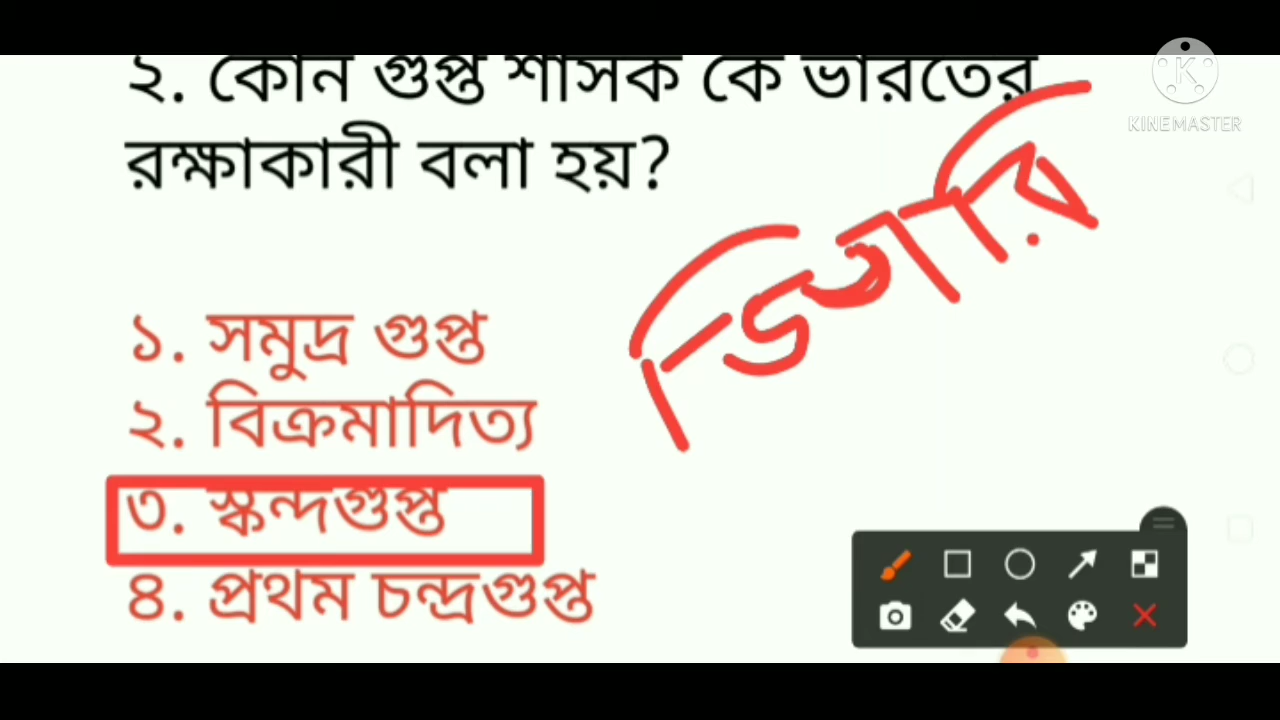 ২. কোন গুপ্ত শাসক কে ভারতের
রক্ষাকারী বলা হয়?
KINEMASTER
১. সমুদ্র গুপ্ত
২. বিক্রমাদিত্য
৩. স্কন্দগুপ্ত
৪. প্রথম চন্দ্রগুপ্ত